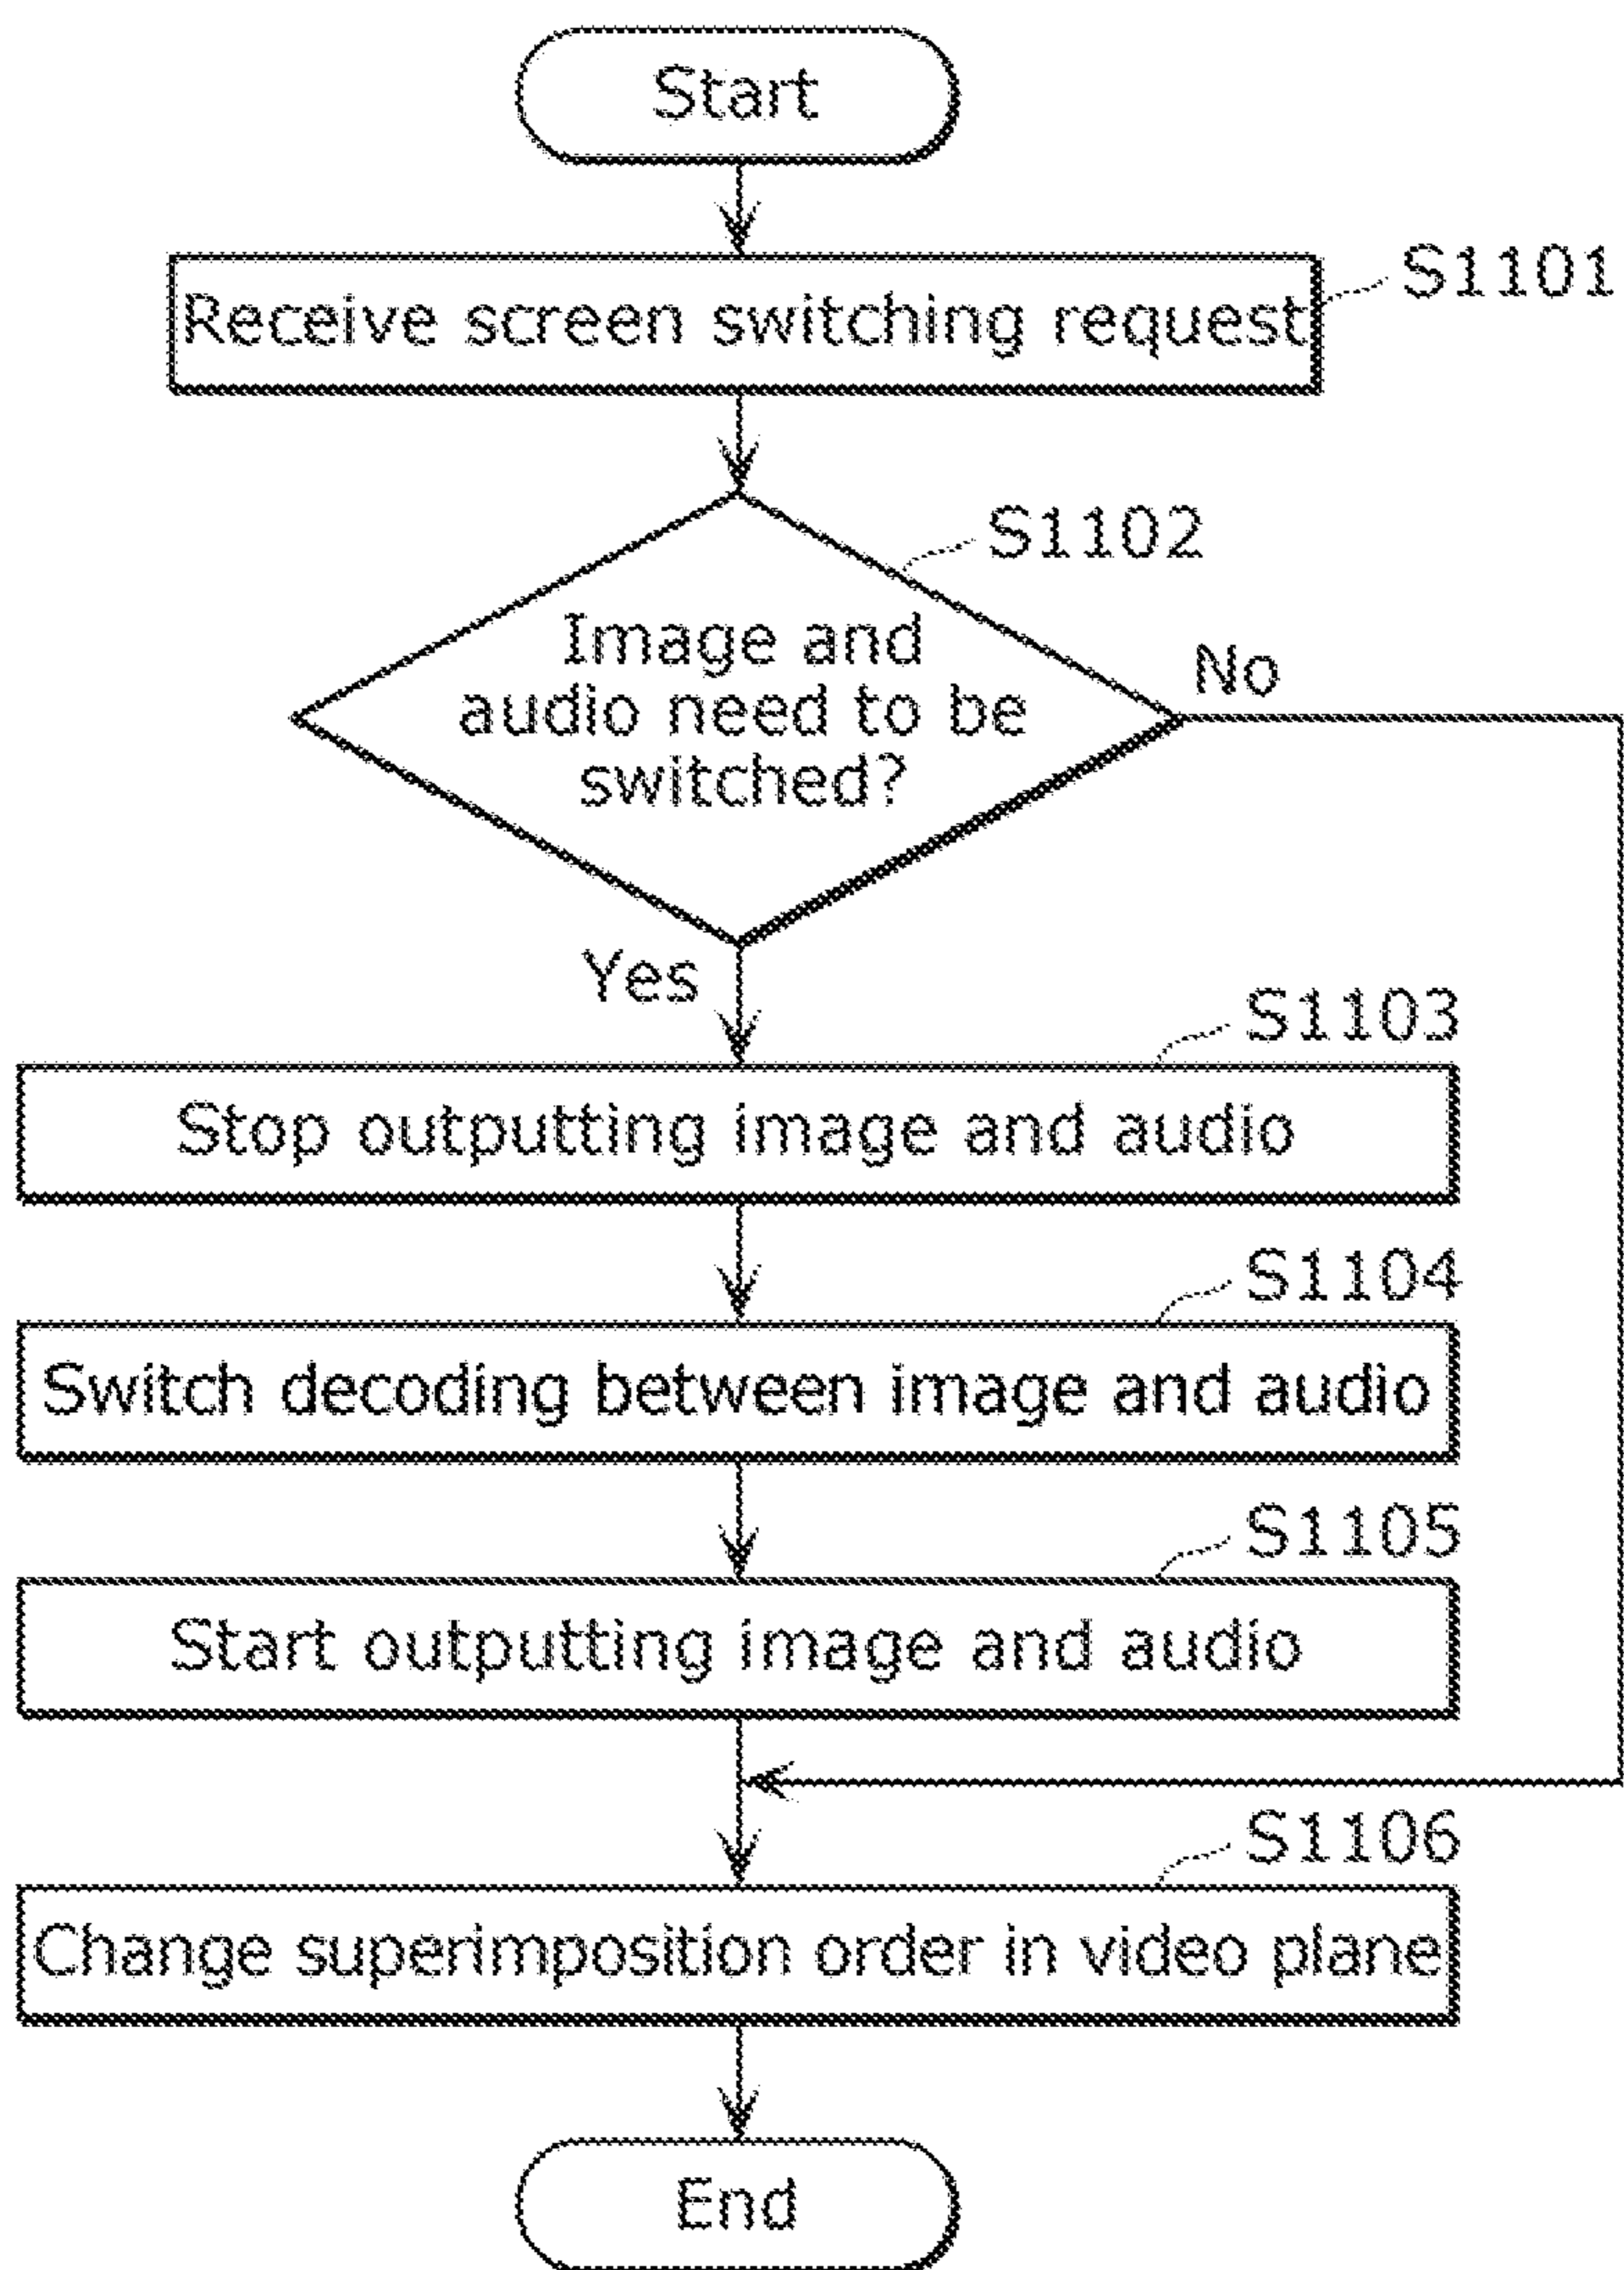 Start
Receive screen switching request
S1101
S1102
Image and
audio need to be
switched?
No
Yes
S1103
Stop outputting image and audio
S1104
Switch decoding between image and audio
S1105
Start outputting image and audio
S1106
Change superimposition order in video plane
End